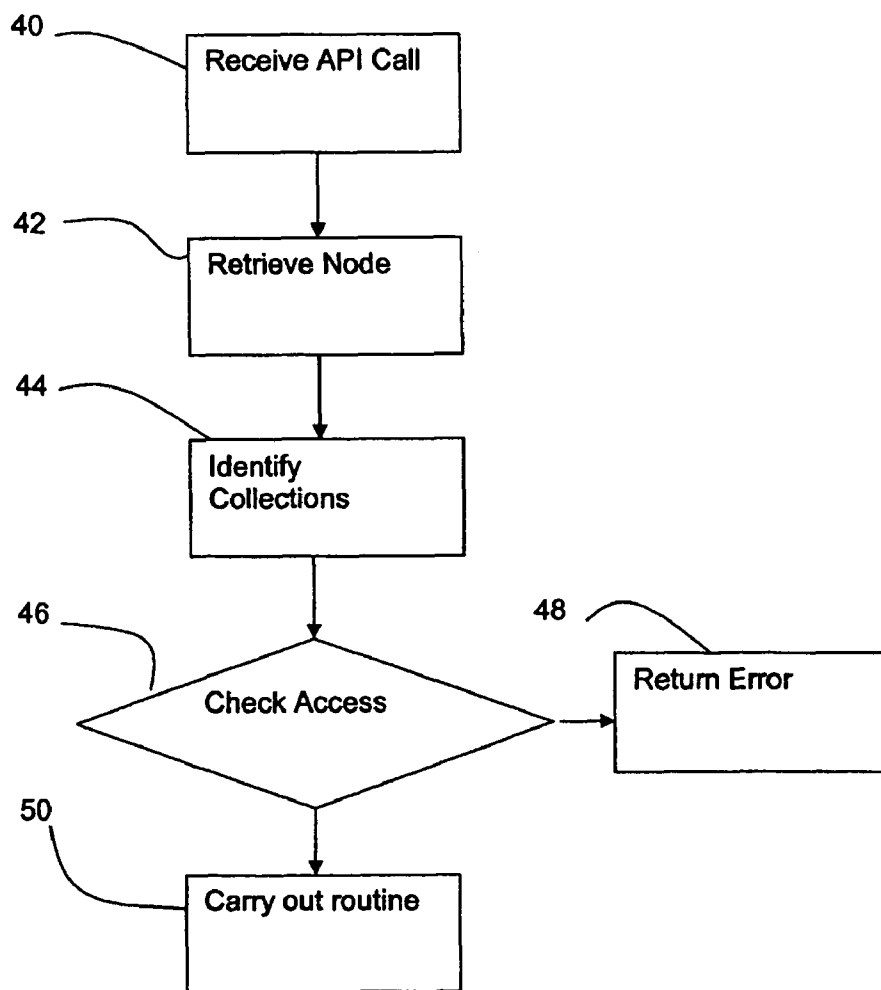 40
Receive API Call
42
Retrieve Node
44
Identify
Collections
46
Check Access
48
Return Error
50
Carry out routine